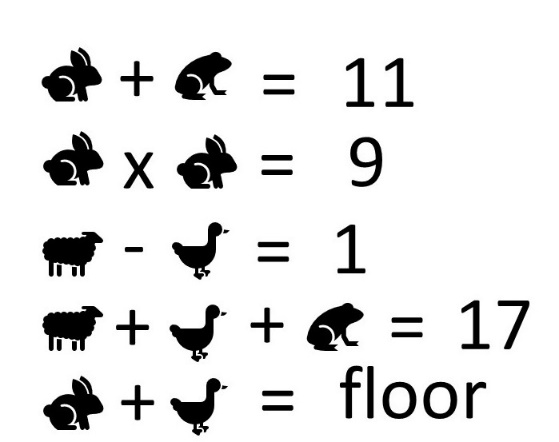 + = 11
x = 9
- = 1
+ + = 17
+ = floor